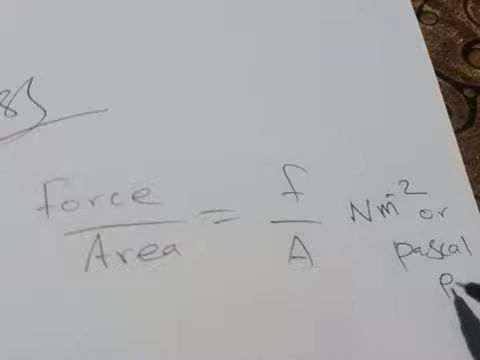 Force / Area = f / A Nm⁻² or
pascal
P